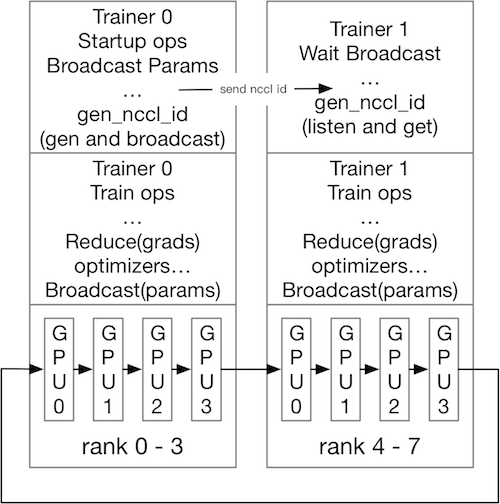 Trainer 0
Startup ops
Broadcast Params
...
gen_nccl_id
(gen and broadcast)
send nccl id
Trainer 1
Wait Broadcast
...
gen_nccl_id
(listen and get)
Trainer 0
Train ops
...
Reduce(grads)
optimizers...
Broadcast(params)
Trainer 1
Train ops
...
Reduce(grads)
optimizers...
Broadcast(params)
GPU0
GPU1
GPU2
GPU3
rank 0 - 3
GPU0
GPU1
GPU2
GPU3
rank 4 - 7